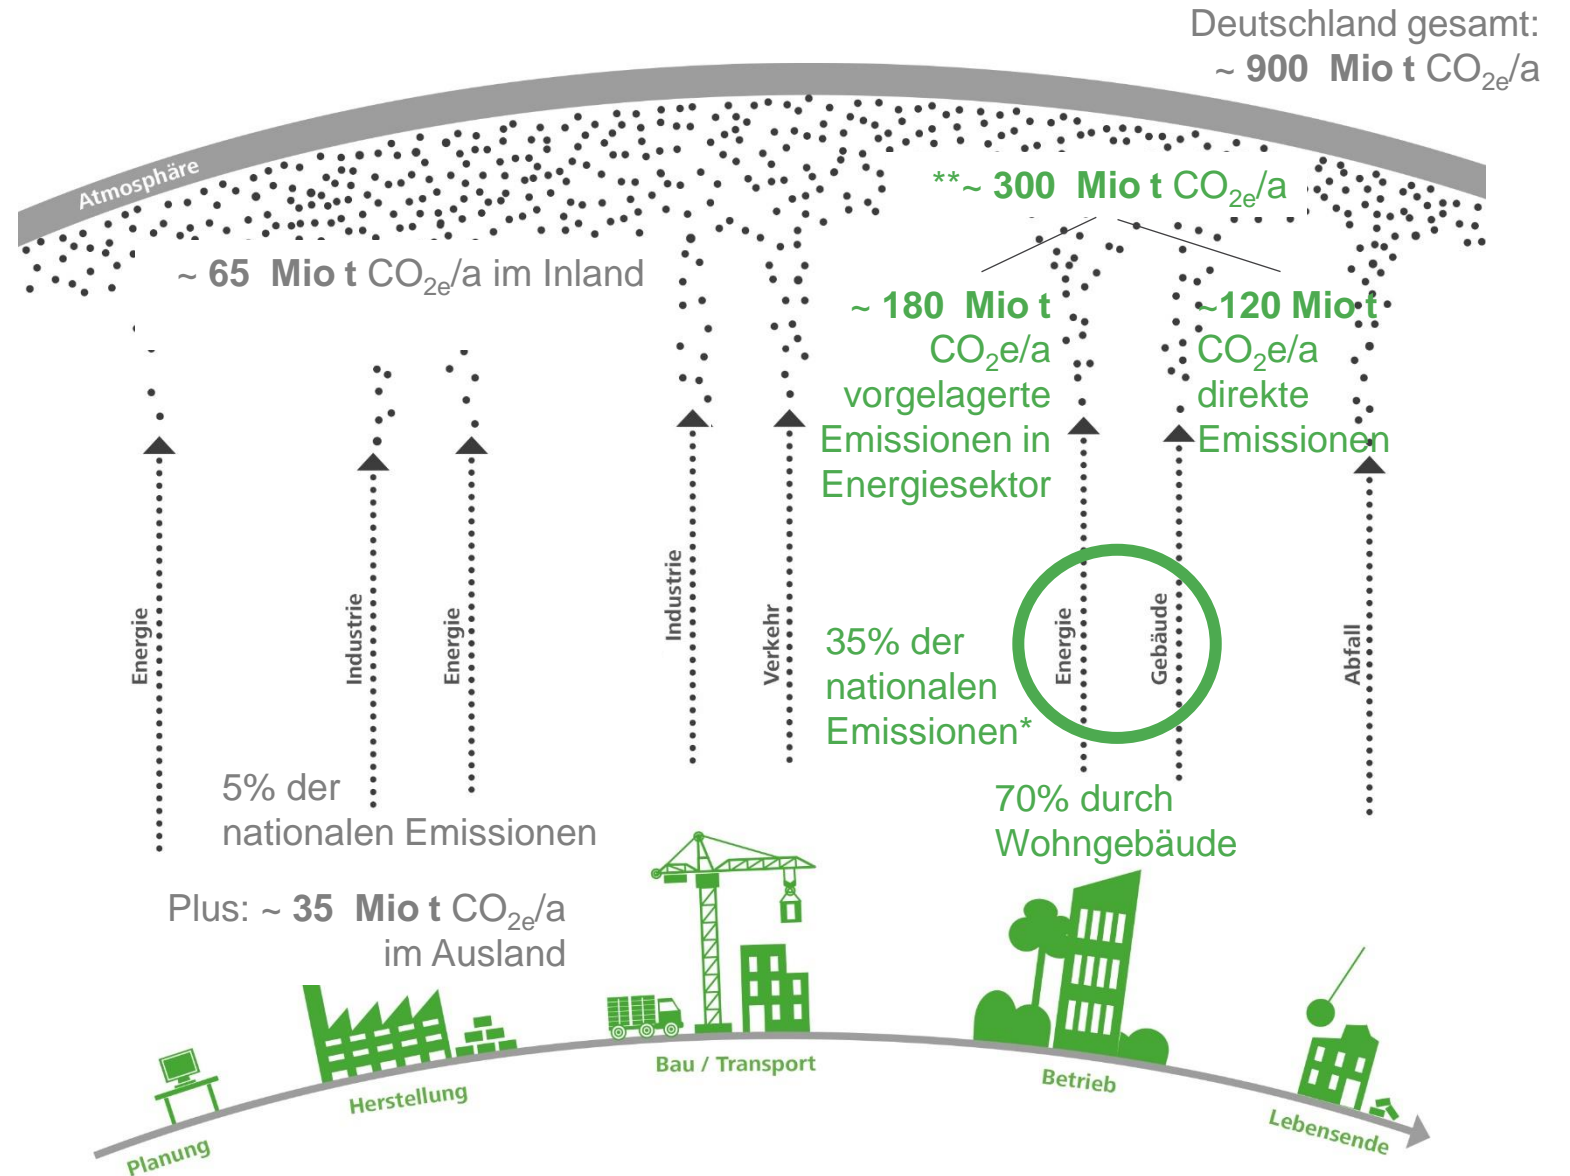 Deutschland gesamt:
~ 900 Mio t CO2e/a
Atmosphäre
**~ 300 Mio t CO2e/a
~ 65 Mio t CO2e/a im Inland
~ 180 Mio t
CO2e/a
vorgelagerte
Emissionen in
Energiesektor
~120 Mio t
CO2e/a
direkte
Emissionen
Energie
Industrie
Energie
Industrie
Verkehr
35% der
nationalen
Emissionen*
Energie
Gebäude
Abfall
5% der
nationalen Emissionen
70% durch
Wohngebäude
Plus: ~ 35 Mio t CO2e/a
im Ausland
Planung
Herstellung
Bau / Transport
Betrieb
Lebensende